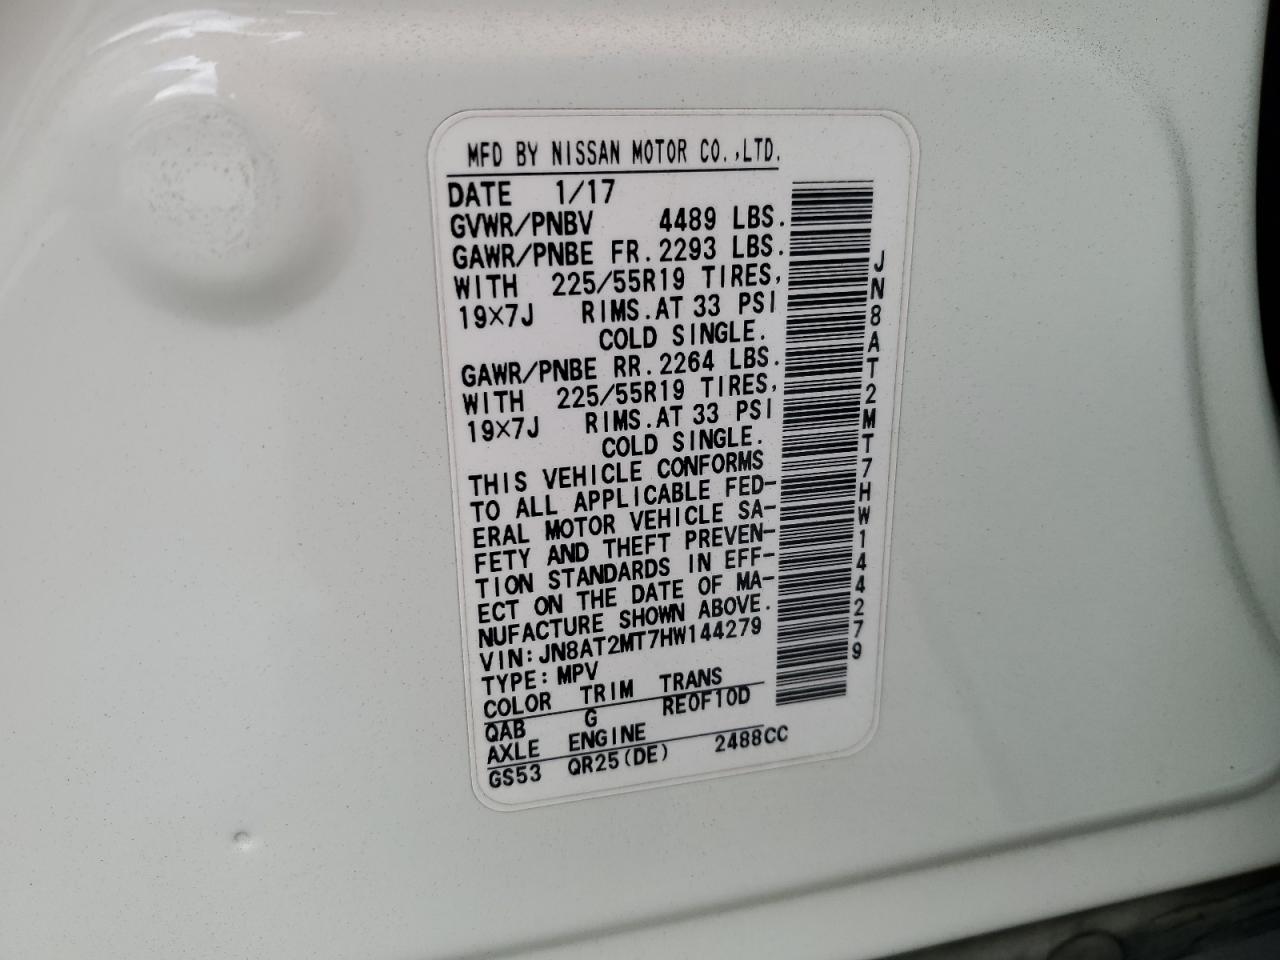 MFD BY NISSAN MOTOR CO.,LTD.
DATE 1/17
GVWR/PNBV 4489 LBS.
GAWR/PNBE FR. 2293 LBS.
WITH 225/55R19 TIRES,
19×7J RIMS. AT 33 PSI
COLD SINGLE.
GAWR/PNBE RR. 2264 LBS.
WITH 225/55R19 TIRES,
19×7J RIMS. AT 33 PSI
COLD SINGLE.
THIS VEHICLE CONFORMS
TO ALL APPLICABLE FED-
ERAL MOTOR VEHICLE SA-
FETY AND THEFT PREVEN-
TION STANDARDS IN EFF-
ECT ON THE DATE OF MA-
NUFACTURE SHOWN ABOVE.
VIN: JN8AT2MT7HW144279
TYPE: MPV
COLOR TRIM TRANS
QAB G RE0F10D
AXLE ENGINE
GS53 QR25(DE) 2488CC
JN8AT2MT7HW144279